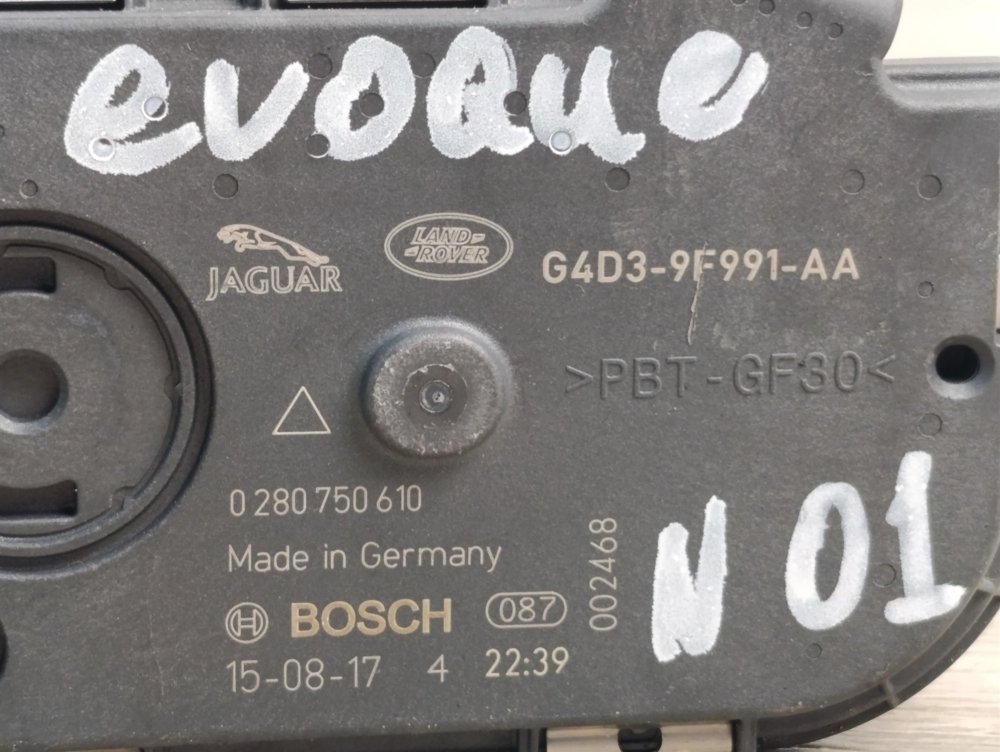 evoque
JAGUAR
LAND-
ROVER
G4D3-9F991-AA
>PBT-GF30<
0 280 750 610
Made in Germany
BOSCH 087
002468
15-08-17 4 22:39
N 01